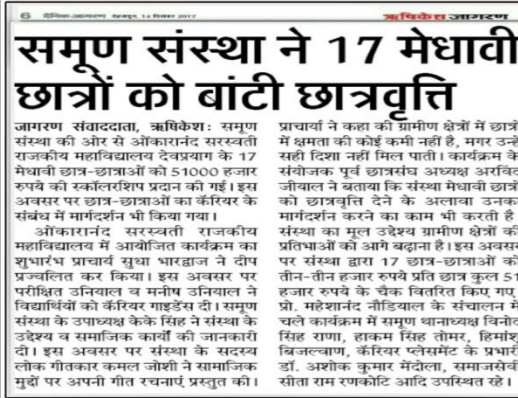 6 दैनिक जागरण देहरादून, 14 दिसंबर 2017
ऋषिकेश जागरण
समूण संस्था ने 17 मेधावी
छात्रों को बांटी छात्रवृत्ति
जागरण संवाददाता, ऋषिकेश: समूण
संस्था की ओर से ओंकारानंद सरस्वती
राजकीय महाविद्यालय देवप्रयाग के 17
मेधावी छात्र-छात्राओं को 51000 हजार
रुपये की स्कॉलरशिप प्रदान की गई। इस
अवसर पर छात्र-छात्राओं का कॅरियर के
संबंध में मार्गदर्शन भी किया गया।
ओंकारानंद सरस्वती राजकीय
महाविद्यालय में आयोजित कार्यक्रम का
शुभारंभ प्राचार्य सुधा भारद्वाज ने दीप
प्रज्वलित कर किया। इस अवसर पर
परीक्षित उनियाल व मनीष उनियाल ने
विद्यार्थियों को कॅरियर गाइडेंस दी। समूण
संस्था के उपाध्यक्ष केके सिंह ने संस्था के
उद्देश्य व समाजिक कार्यों की जानकारी
दी। इस अवसर पर संस्था के सदस्य
लोक गीतकार कमल जोशी ने सामाजिक
मुद्दों पर अपनी गीत रचनाएं प्रस्तुत की।
प्राचार्या ने कहा की ग्रामीण क्षेत्रों में छात्रों
में क्षमता की कोई कमी नहीं है, मगर उन्हें
सही दिशा नहीं मिल पाती। कार्यक्रम के
संयोजक पूर्व छात्रसंघ अध्यक्ष अरविंद
जीयाल ने बताया कि संस्था मेधावी छात्रों
को छात्रवृत्ति देने के अलावा उनका
मार्गदर्शन करने का काम भी करती है
संस्था का मूल उद्देश्य ग्रामीण क्षेत्रों की
प्रतिभाओं को आगे बढ़ाना है। इस अवसर
पर संस्था द्वारा 17 छात्र-छात्राओं को
तीन-तीन हजार रुपये प्रति छात्र कुल 51
हजार रुपये के चैक वितरित किए गए
प्रो. महेशानंद नौडियाल के संचालन में
चले कार्यक्रम में समूण थानाध्यक्ष विनोद
सिंह राणा, हाकम सिंह तोमर, हिमांशु
बिजल्वाण, कॅरियर प्लेसमेंट के प्रभारी
डॉ. अशोक कुमार मेंदोला, समाजसेवी
सीता राम रणकोटि आदि उपस्थित रहे।